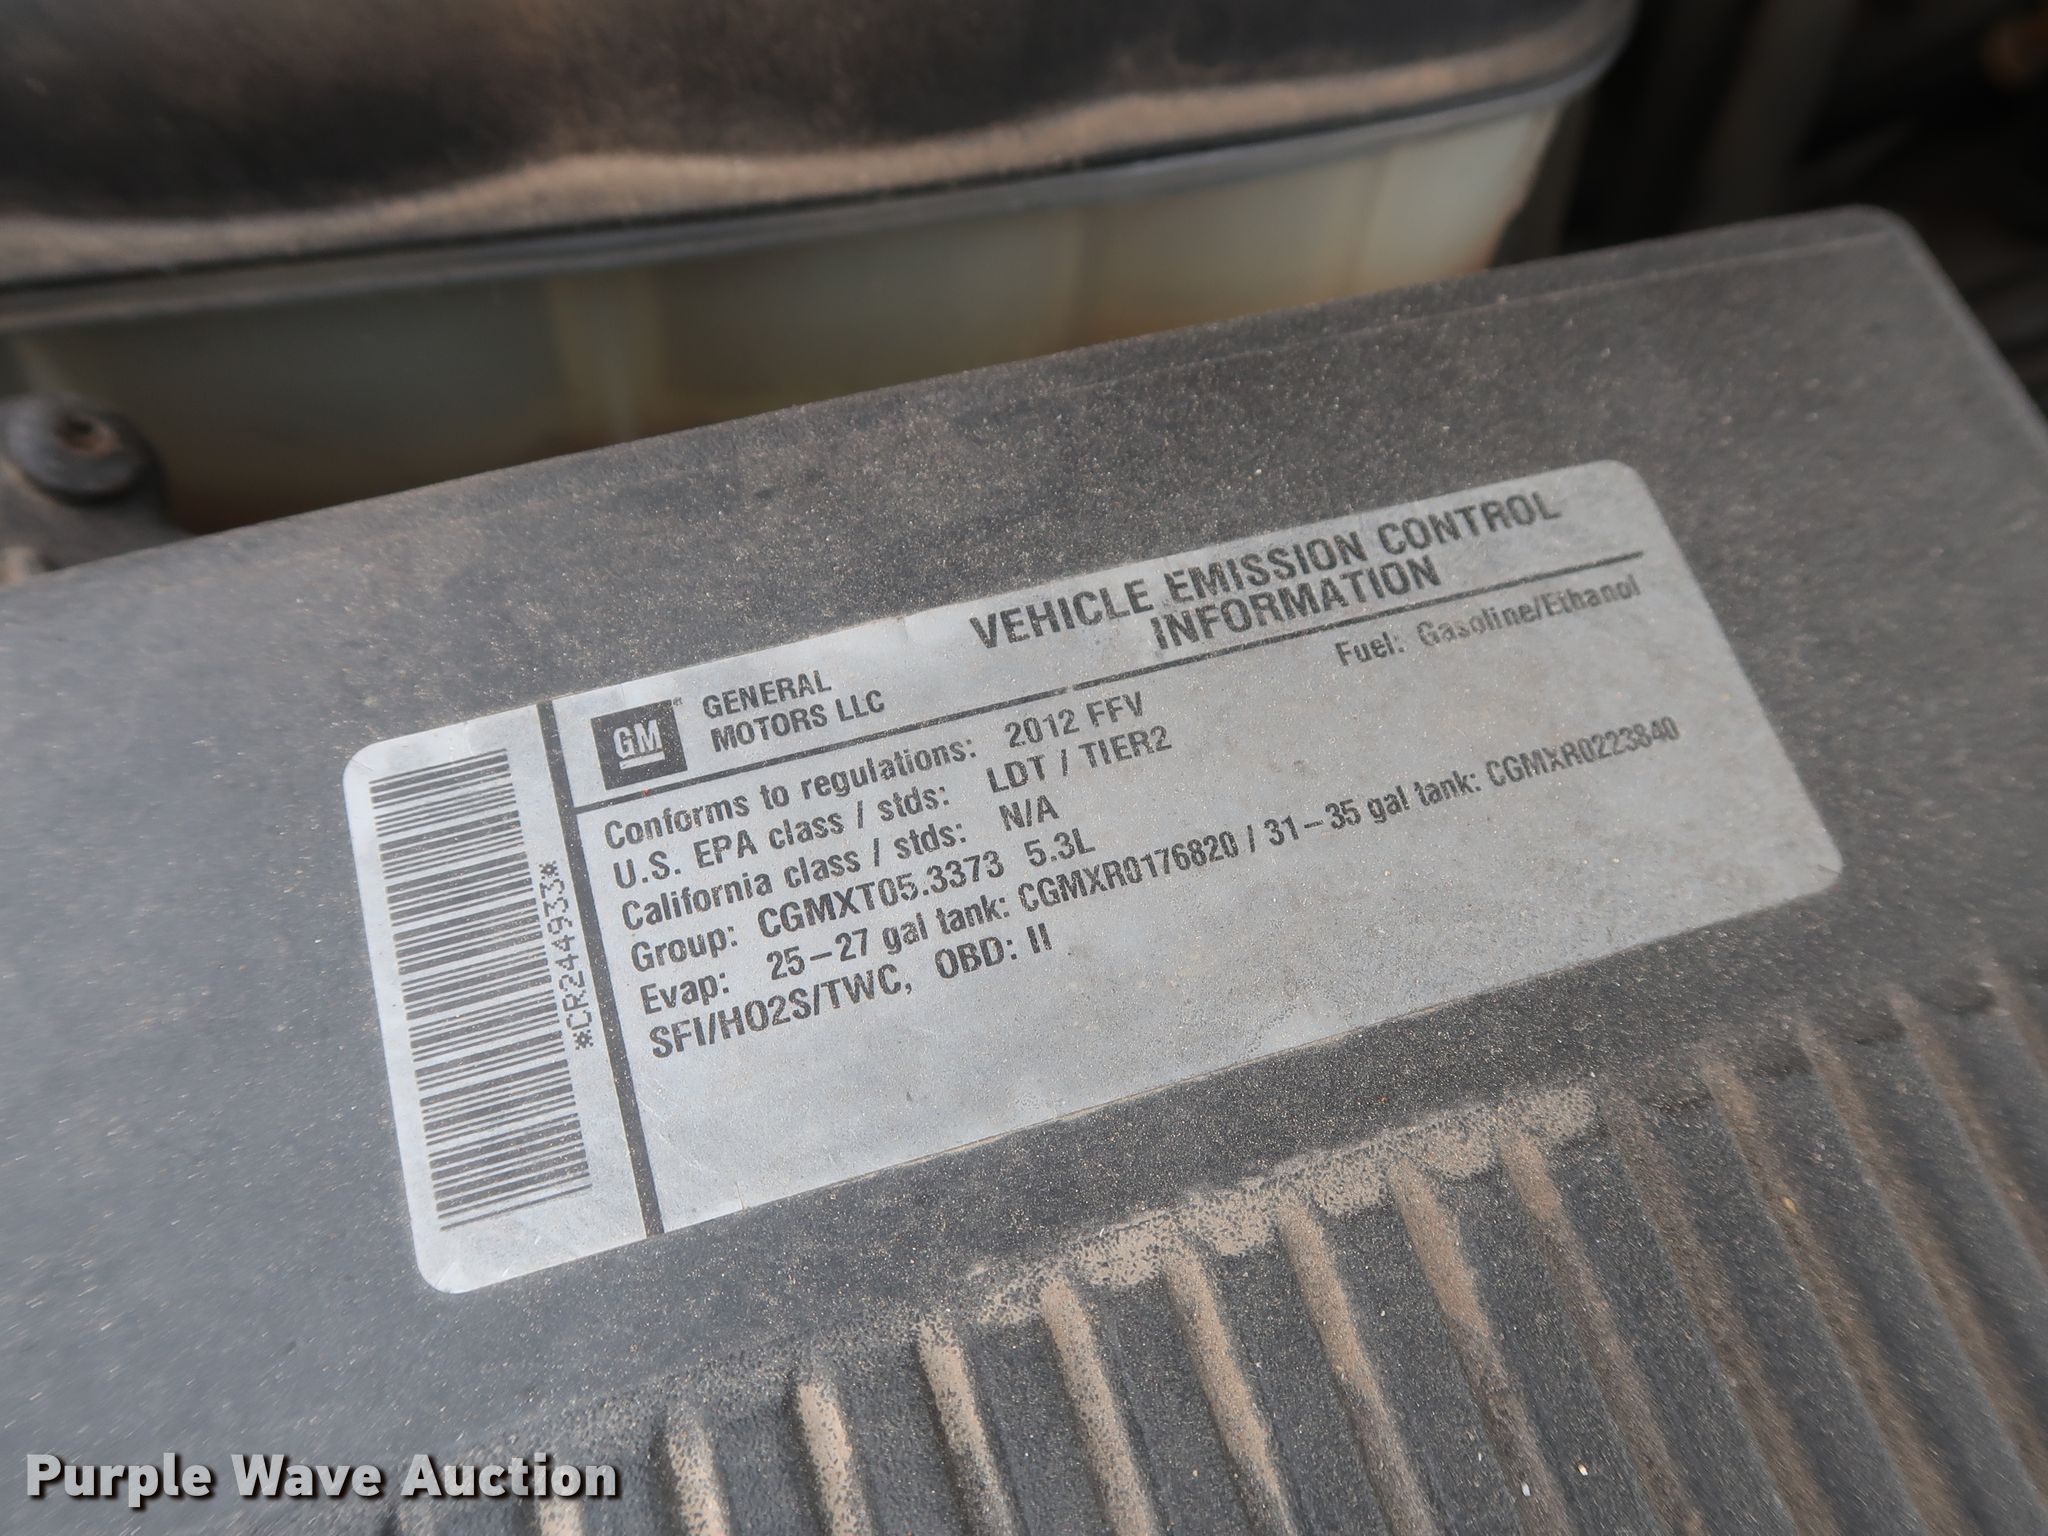 VEHICLE EMISSION CONTROL
INFORMATION
GM
GENERAL
MOTORS LLC
Fuel: Gasoline/Ethanol
Conforms to regulations: 2012 FFV
U.S. EPA class / stds: LDT / TIER2
California class / stds: N/A
Group: CGMXT05.3373 5.3L
Evap: 25-27 gal tank: CGMXR0176820 / 31-35 gal tank: CGMXR0223840
SFI/HO2S/TWC, OBD: II
*CR244933*
Purple Wave Auction